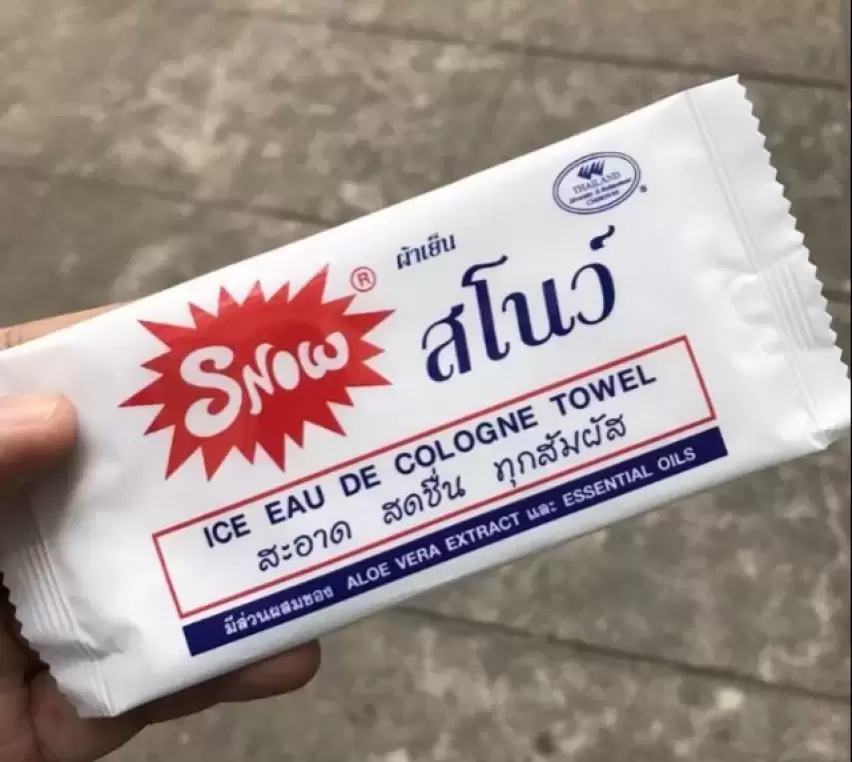 THAILAND
ผ้าเย็น
SNOW ®
สโนว์
ICE EAU DE COLOGNE TOWEL
สะอาด สดชื่น ทุกสัมผัส
มีส่วนผสมของ ALOE VERA EXTRACT และ ESSENTIAL OILS